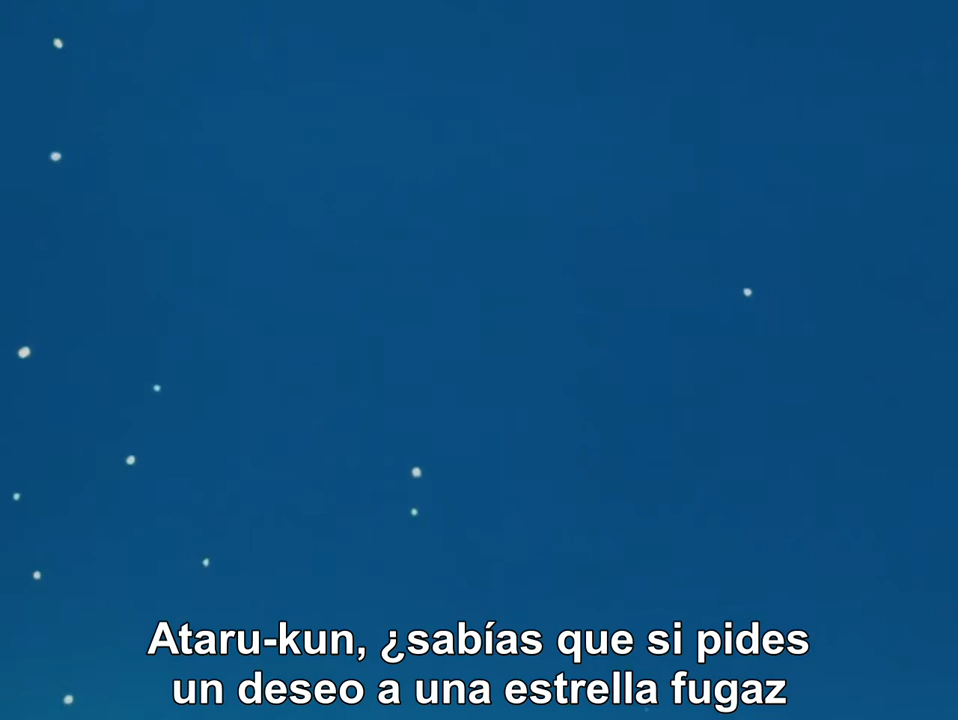 Ataru-kun, ¿sabías que si pides
un deseo a una estrella fugaz